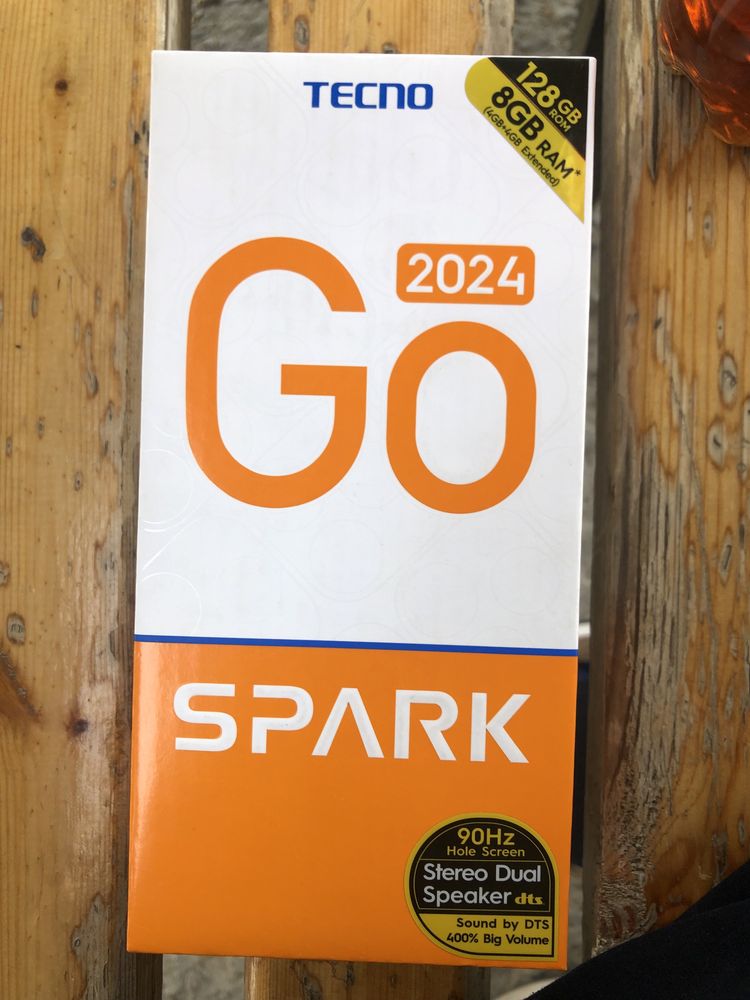 TECNO
128GB
ROM
8GB RAM*
(4GB+4GB Extended)
2024
Go
SPARK
90Hz
Hole Screen
Stereo Dual
Speaker dts
Sound by DTS
400% Big Volume